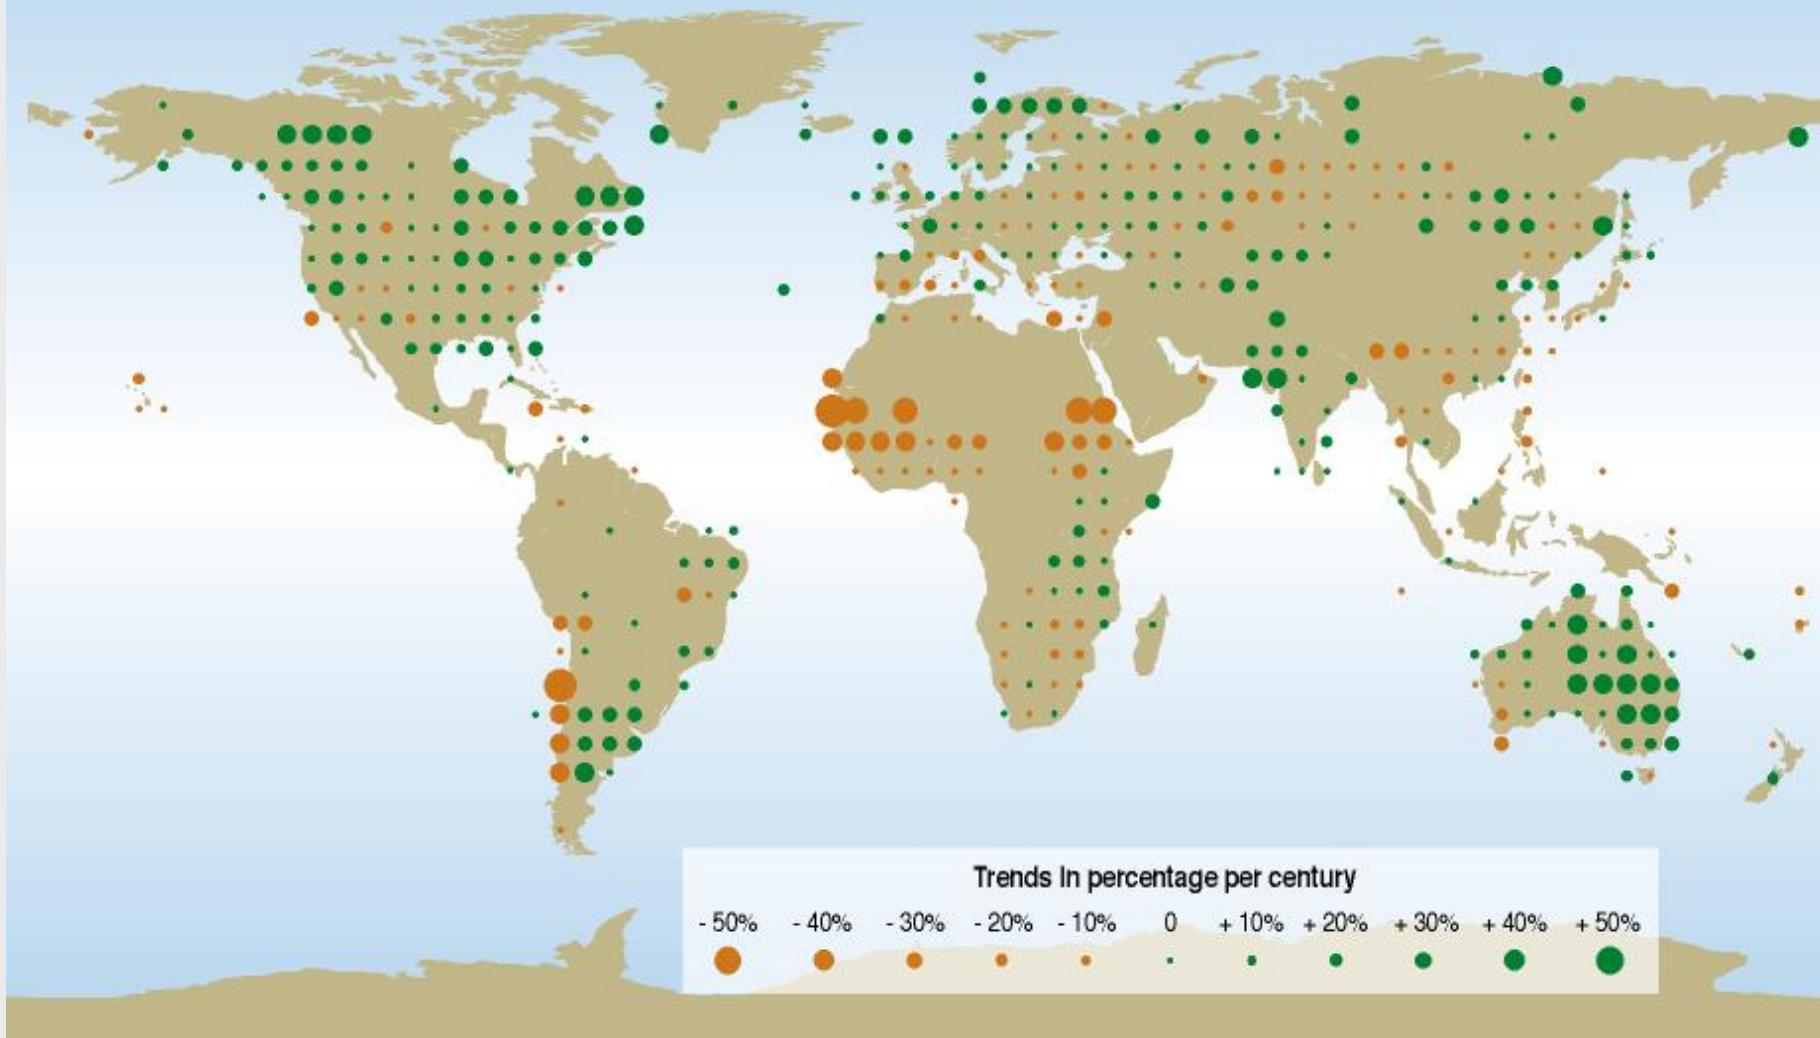 Trends In percentage per century
- 50% - 40% - 30% - 20% - 10% 0 + 10% + 20% + 30% + 40% + 50%